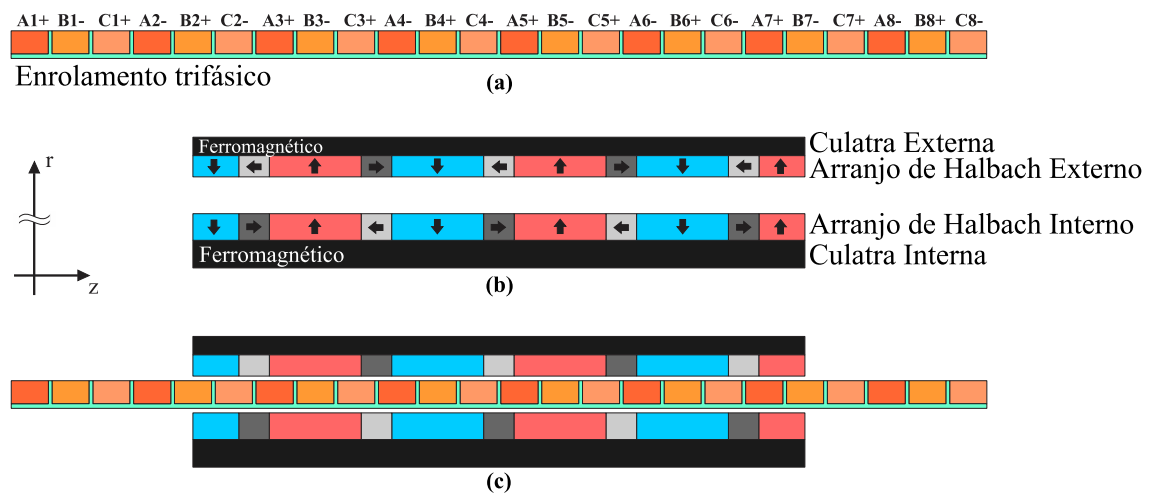 A1+ B1- C1+ A2- B2+ C2- A3+ B3- C3+ A4- B4+ C4- A5+ B5- C5+ A6- B6+ C6- A7+ B7- C7+ A8- B8+ C8-
Enrolamento trifásico
(a)
Ferromagnético
Culatra Externa
Arranjo de Halbach Externo
r
Arranjo de Halbach Interno
Ferromagnético
Culatra Interna
z
(b)
(c)